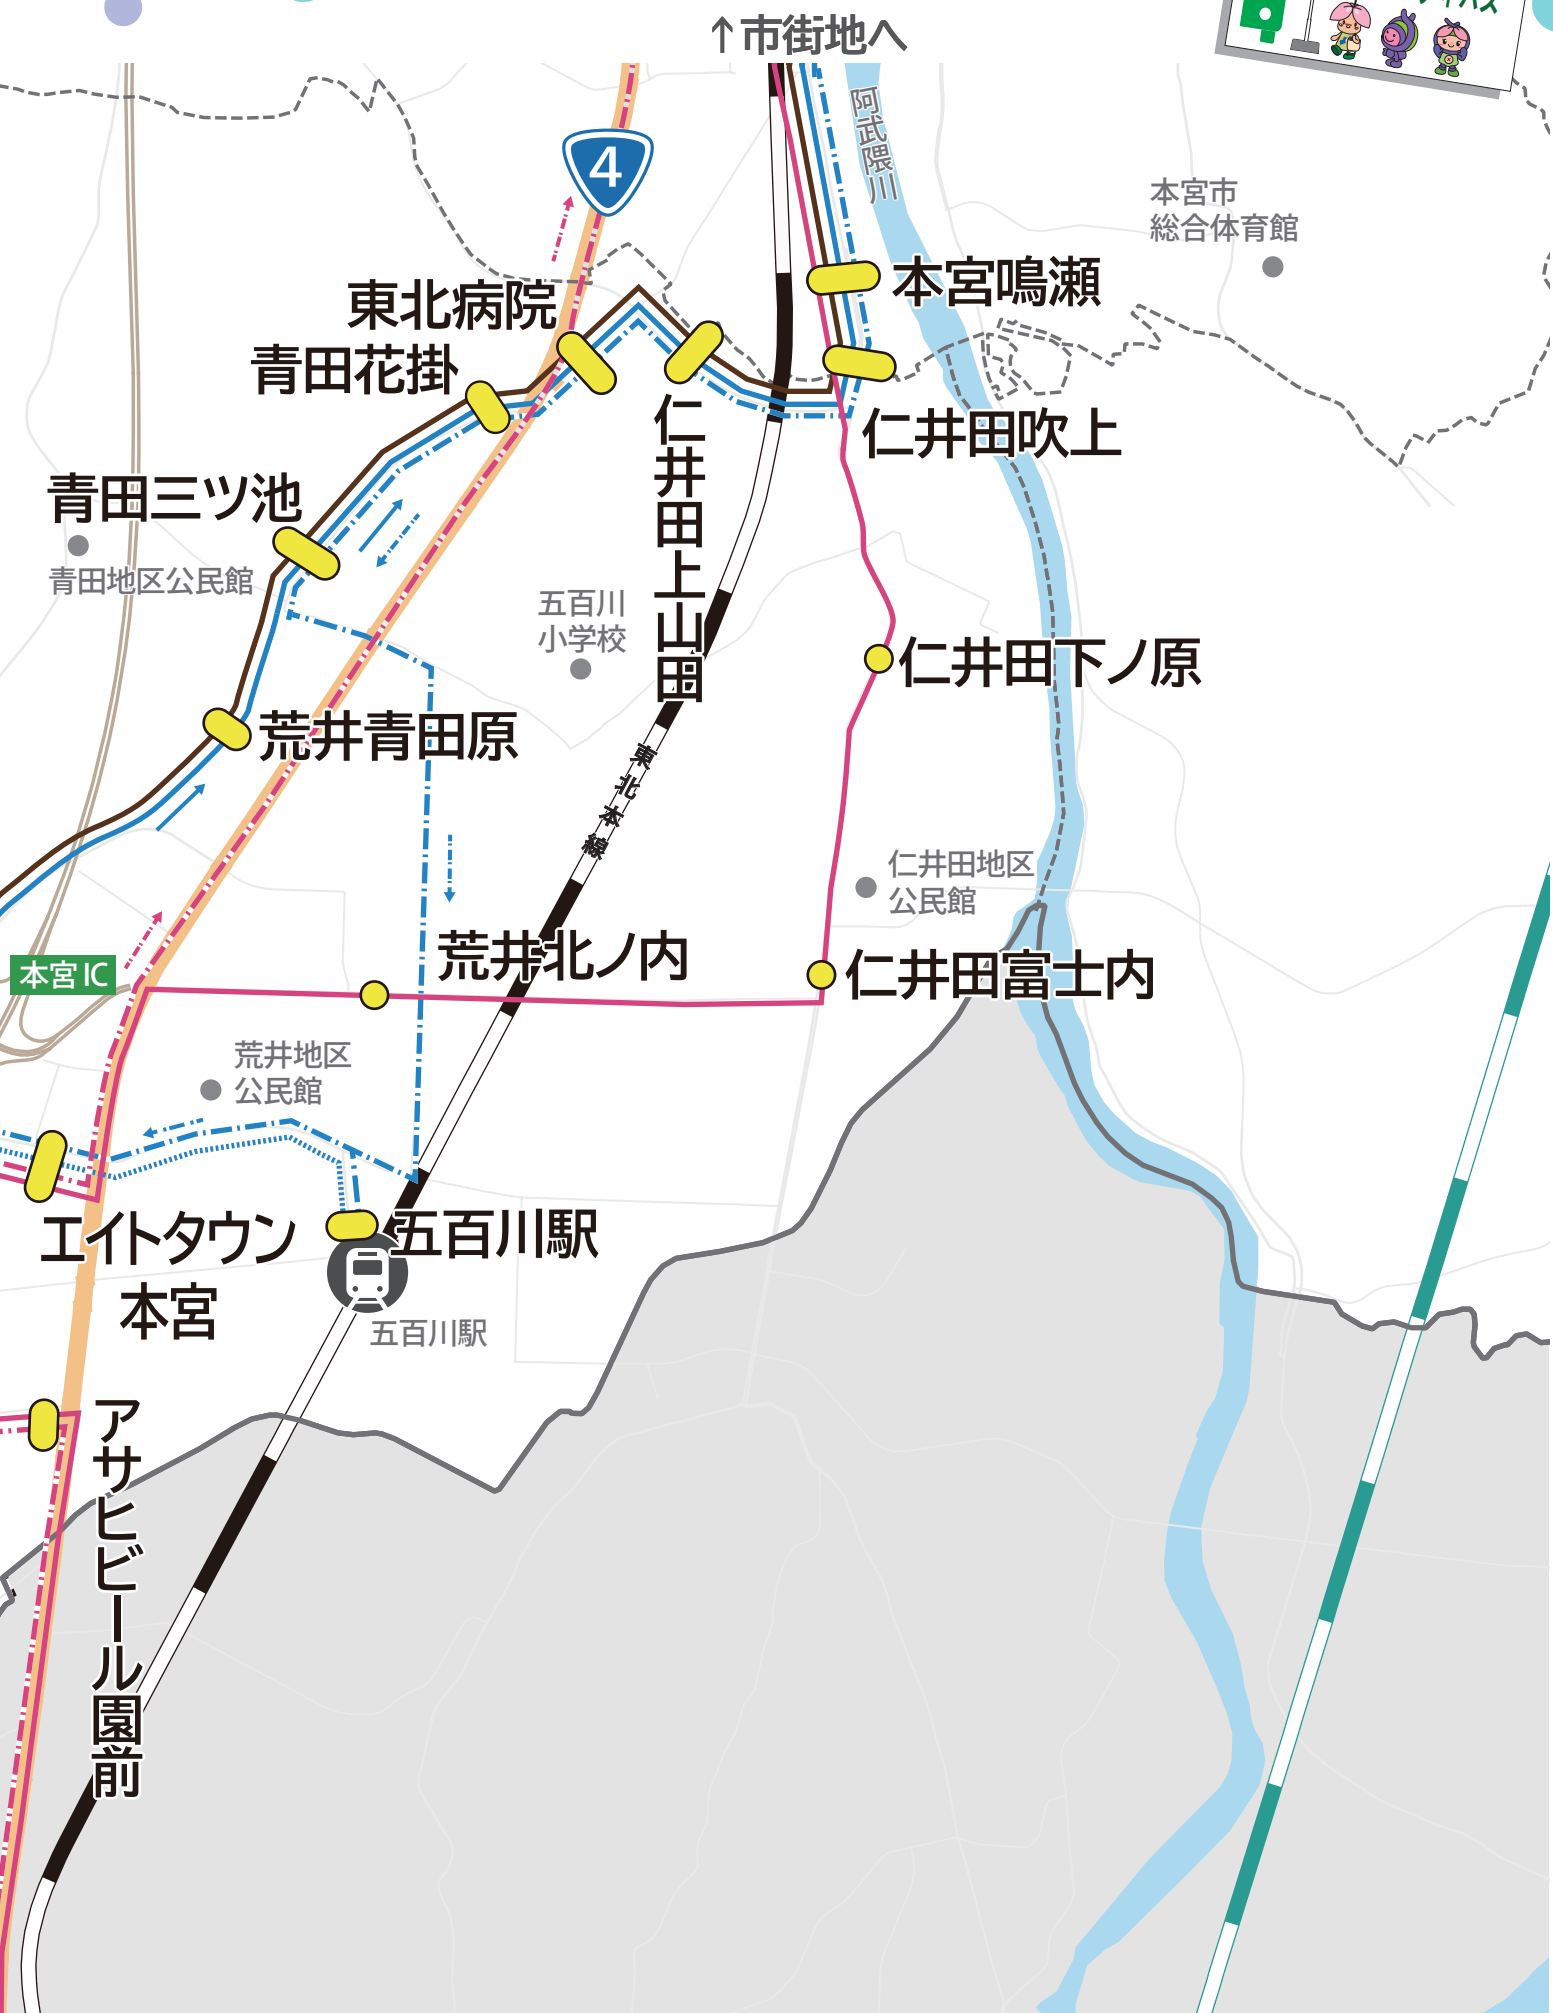 ↑市街地へ
4
阿武隈川
本宮市
総合体育館
本宮鳴瀬
東北病院
青田花掛
仁井田吹上
仁井田上山田
青田三ツ池
青田地区公民館
五百川
小学校
仁井田下ノ原
荒井青田原
東北本線
仁井田地区
公民館
荒井北ノ内
仁井田富士内
本宮IC
荒井地区
公民館
エイトタウン
本宮
五百川駅
五百川駅
アサヒビール園前